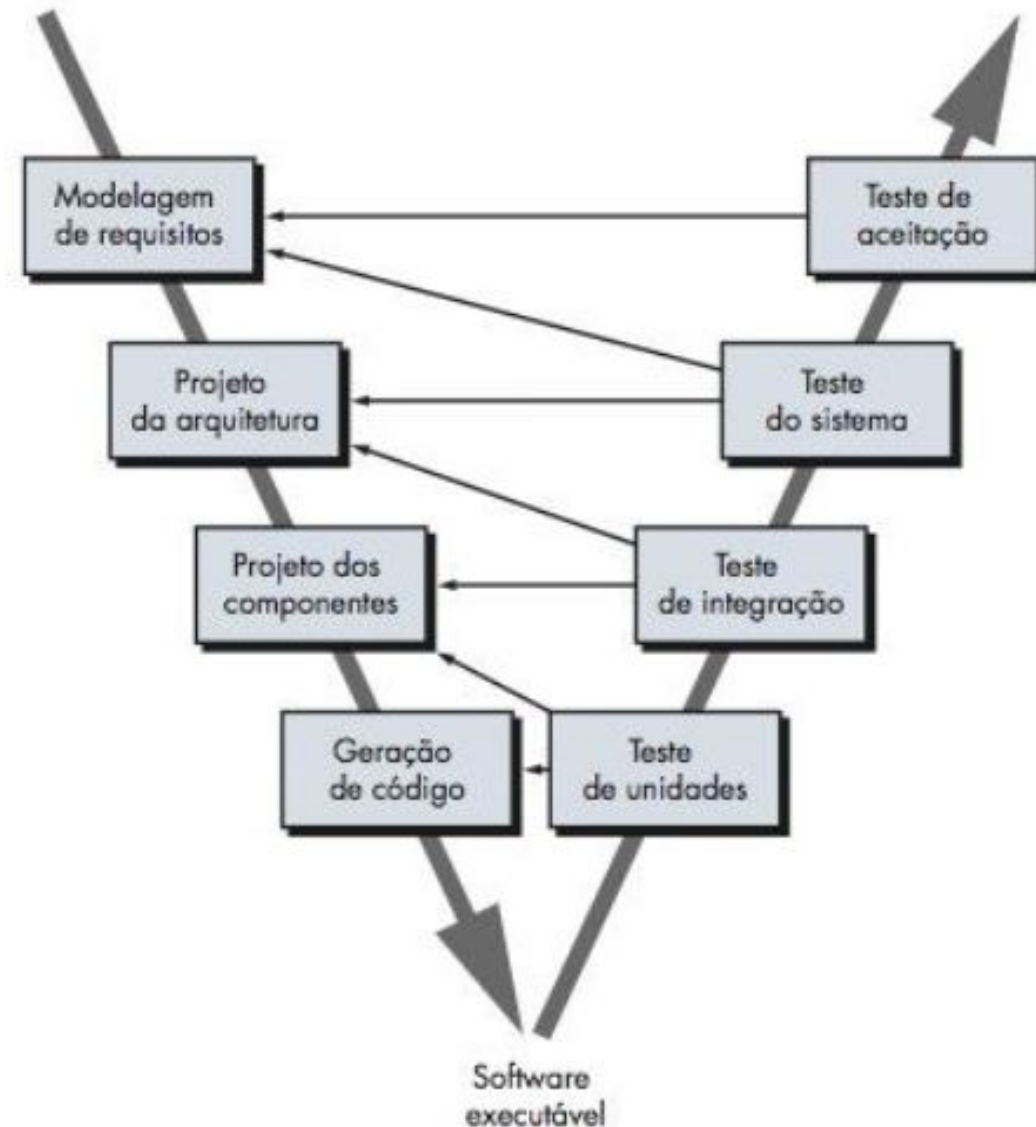 Modelagem
de requisitos
Teste de
aceitação
Projeto
da arquitetura
Teste
do sistema
Projeto dos
componentes
Teste
de integração
Geração
de código
Teste
de unidades
Software
executável